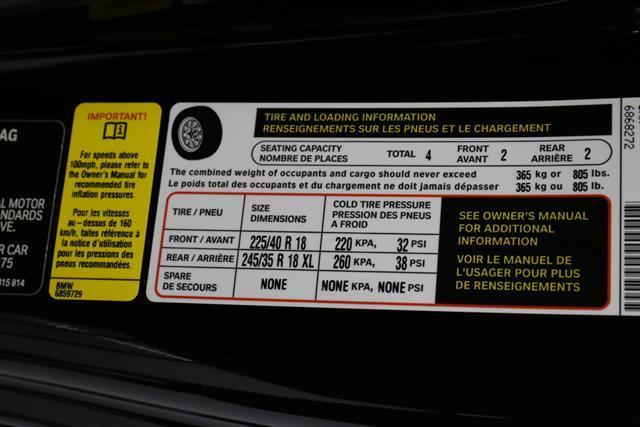 AG
AL MOTOR
ANDARDS
VE.
R CAR
75
315 814
IMPORTANT!
For speeds above
100mph, please refer to
the Owner's Manual for
recommended tire
inflation pressures.
Pour les vitesses
au – dessus de 160
km/h, faites référence à
la notice d'utilisation
pour les pressions des
pneus recommandées.
BMW
6859729
TIRE AND LOADING INFORMATION
RENSEIGNEMENTS SUR LES PNEUS ET LE CHARGEMENT
SEATING CAPACITY
NOMBRE DE PLACES
TOTAL 4
FRONT
AVANT 2
REAR
ARRIÈRE 2
The combined weight of occupants and cargo should never exceed 365 kg or 805 lbs.
Le poids total des occupants et du chargement ne doit jamais dépasser 365 kg ou 805 lb.
TIRE / PNEU
SIZE
DIMENSIONS
COLD TIRE PRESSURE
PRESSION DES PNEUS
A FROID
FRONT / AVANT 225/40 R 18 220 KPA, 32 PSI
REAR / ARRIÈRE 245/35 R 18 XL 260 KPA, 38 PSI
SPARE
DE SECOURS
NONE NONE KPA, NONE PSI
SEE OWNER'S MANUAL
FOR ADDITIONAL
INFORMATION
VOIR LE MANUEL DE
L'USAGER POUR PLUS
DE RENSEIGNEMENTS
6868272